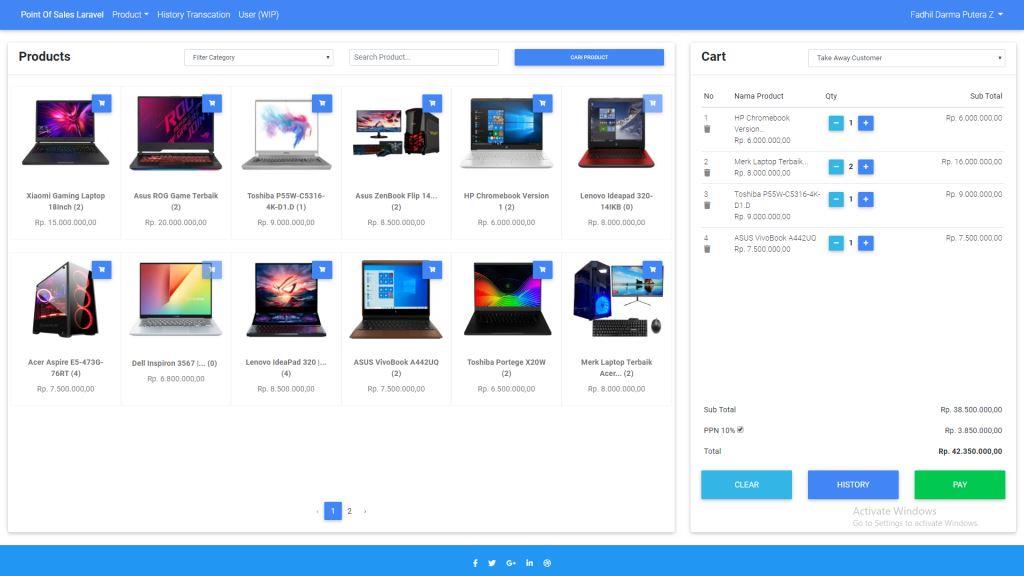 Point Of Sales Laravel Product History Transcation User (WIP) Fadhil Darma Putera Z
Products Filter Category Search Product... CARI PRODUCT
Xiaomi Gaming Laptop
18Inch (2)
Rp. 15.000.000,00
Asus ROG Game Terbaik
(2)
Rp. 20.000.000,00
Toshiba P55W-C5316-
4K-D1.D (1)
Rp. 9.000.000,00
Asus ZenBook Flip 14...
(2)
Rp. 8.500.000,00
HP Chromebook Version
1 (2)
Rp. 6.000.000,00
Lenovo Ideapad 320-
14IKB (0)
Rp. 8.000.000,00
Acer Aspire E5-473G-
76RT (4)
Rp. 7.500.000,00
Dell Inspiron 3567 |... (0)
Rp. 6.800.000,00
Lenovo IdeaPad 320 |...
(4)
Rp. 8.500.000,00
ASUS VivoBook A442UQ
(2)
Rp. 7.500.000,00
Toshiba Portege X20W
(2)
Rp. 6.500.000,00
Merk Laptop Terbaik
Acer... (2)
Rp. 8.000.000,00
‹ 1 2 ›
Cart Take Away Customer
No Nama Product Qty Sub Total
1 HP Chromebook
Version...
Rp. 6.000.000,00
- 1 + Rp. 6.000.000,00
2 Merk Laptop Terbaik...
Rp. 8.000.000,00
- 2 + Rp. 16.000.000,00
3 Toshiba P55W-C5316-4K-
D1.D
Rp. 9.000.000,00
- 1 + Rp. 9.000.000,00
4 ASUS VivoBook A442UQ
Rp. 7.500.000,00
- 1 + Rp. 7.500.000,00
Sub Total Rp. 38.500.000,00
PPN 10% Rp. 3.850.000,00
Total Rp. 42.350.000,00
CLEAR HISTORY PAY
Activate Windows
Go to Settings to activate Windows.